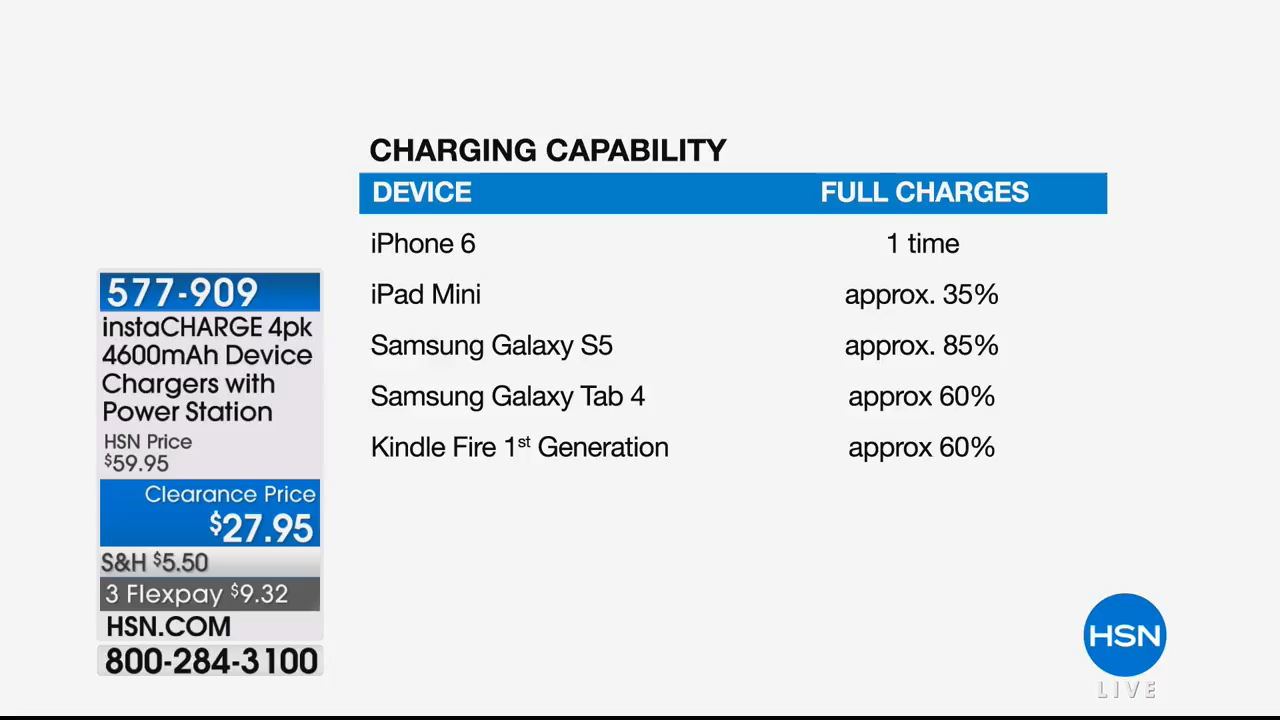 CHARGING CAPABILITY
DEVICE FULL CHARGES
iPhone 6 1 time
iPad Mini approx. 35%
Samsung Galaxy S5 approx. 85%
Samsung Galaxy Tab 4 approx 60%
Kindle Fire 1st Generation approx 60%
577-909
instaCHARGE 4pk
4600mAh Device
Chargers with
Power Station
HSN Price
$59.95
Clearance Price
$27.95
S&H $5.50
3 Flexpay $9.32
HSN.COM
800-284-3100
HSN
LIVE